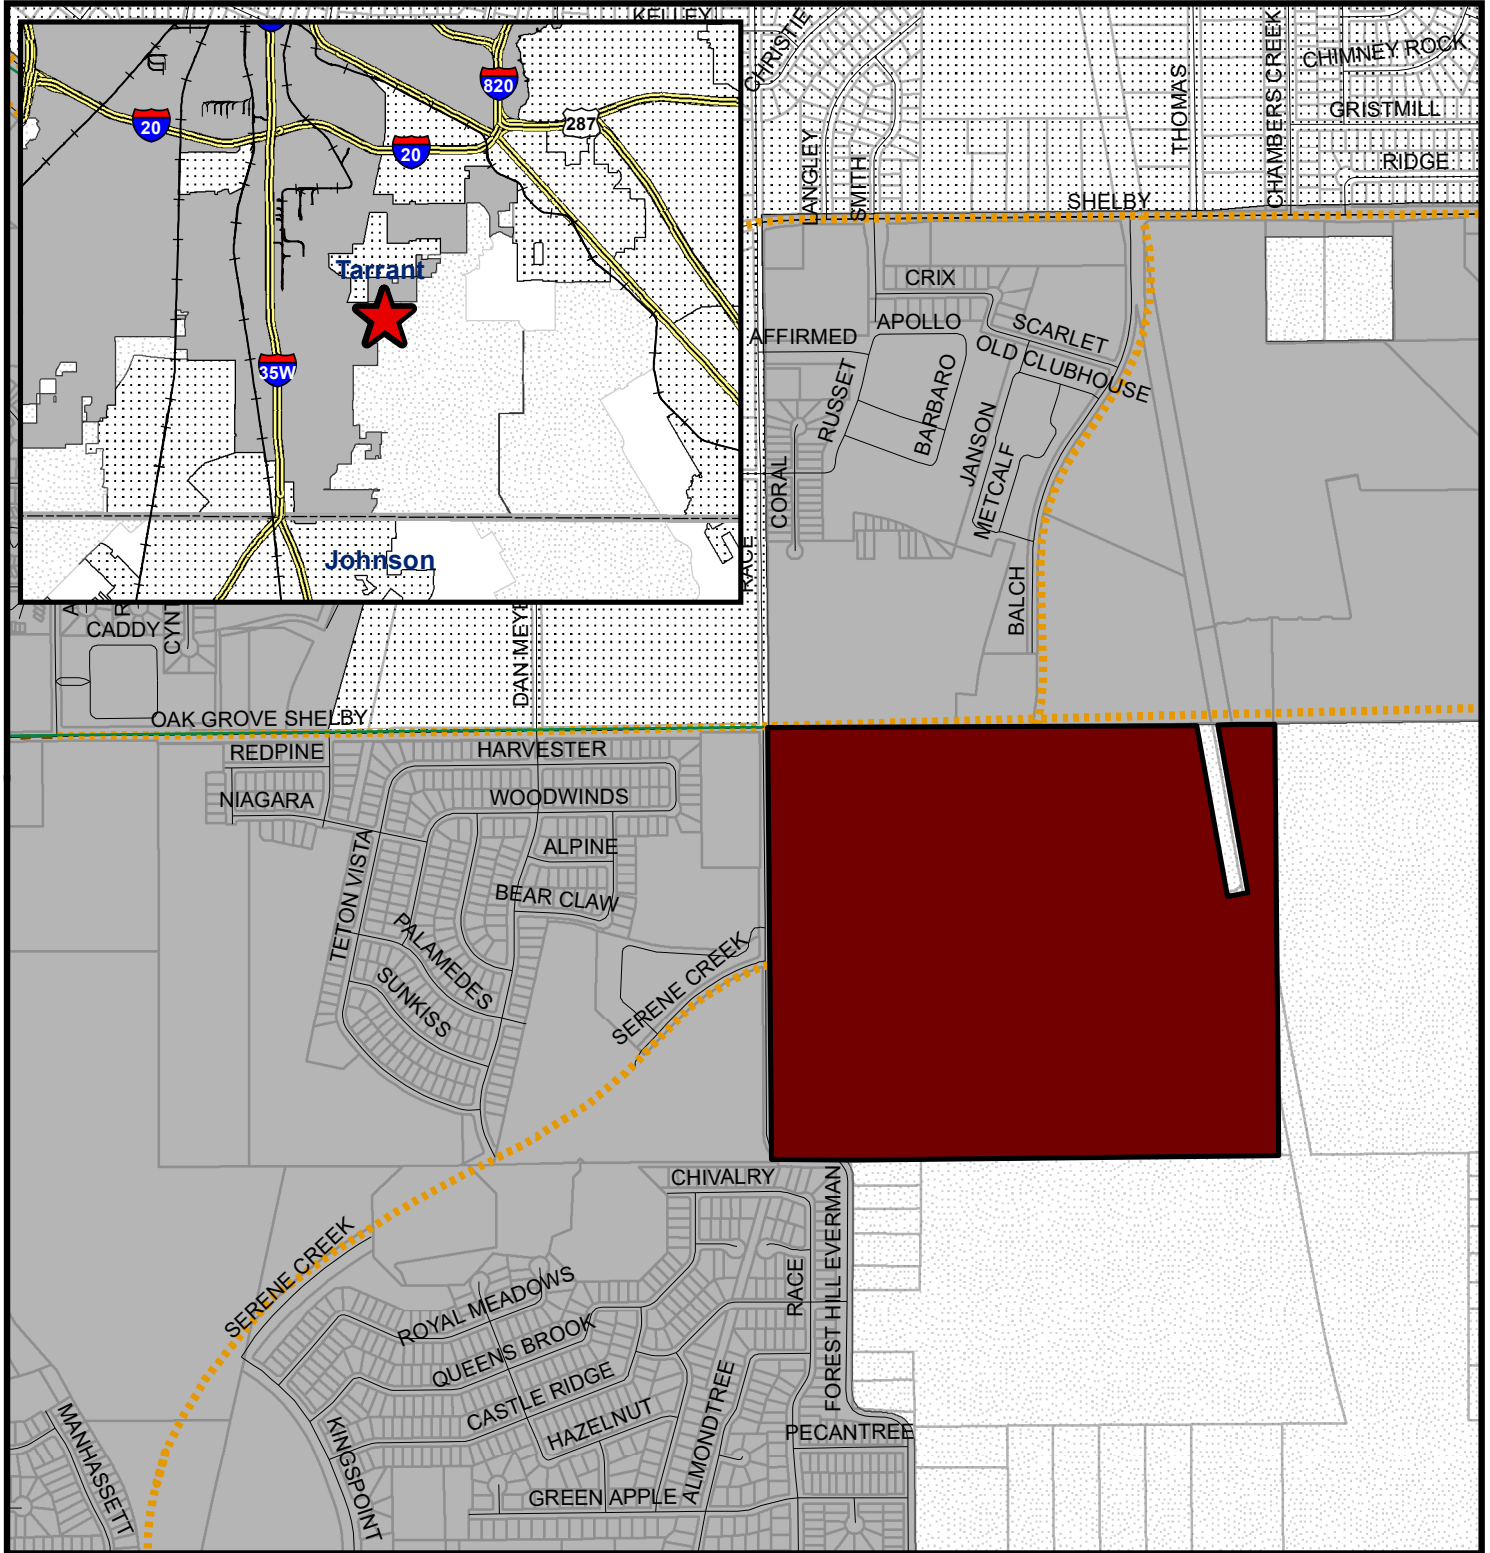 KELLEY
CHRISTIE
LANGLEY
SMITH
THOMAS
CHAMBERS CREEK
CHIMNEY ROCK
GRISTMILL
RIDGE
SHELBY
820
20
287
20
Tarrant
35W
Johnson
CRIX
APOLLO
SCARLET
AFFIRMED
OLD CLUBHOUSE
RUSSET
BARBARO
JANSON
METCALF
CORAL
RACE
BALCH
CADDY
CYNT
DAN MEYE
OAK GROVE SHELBY
REDPINE
HARVESTER
NIAGARA
WOODWINDS
ALPINE
TETON VISTA
BEAR CLAW
PALAMEDES
SUNKISS
SERENE CREEK
CHIVALRY
FOREST HILL EVERMAN
RACE
SERENE CREEK
ROYAL MEADOWS
QUEENS BROOK
CASTLE RIDGE
HAZELNUT
ALMONDTREE
PECANTREE
KINGSPOINT
MANHASSETT
GREEN APPLE